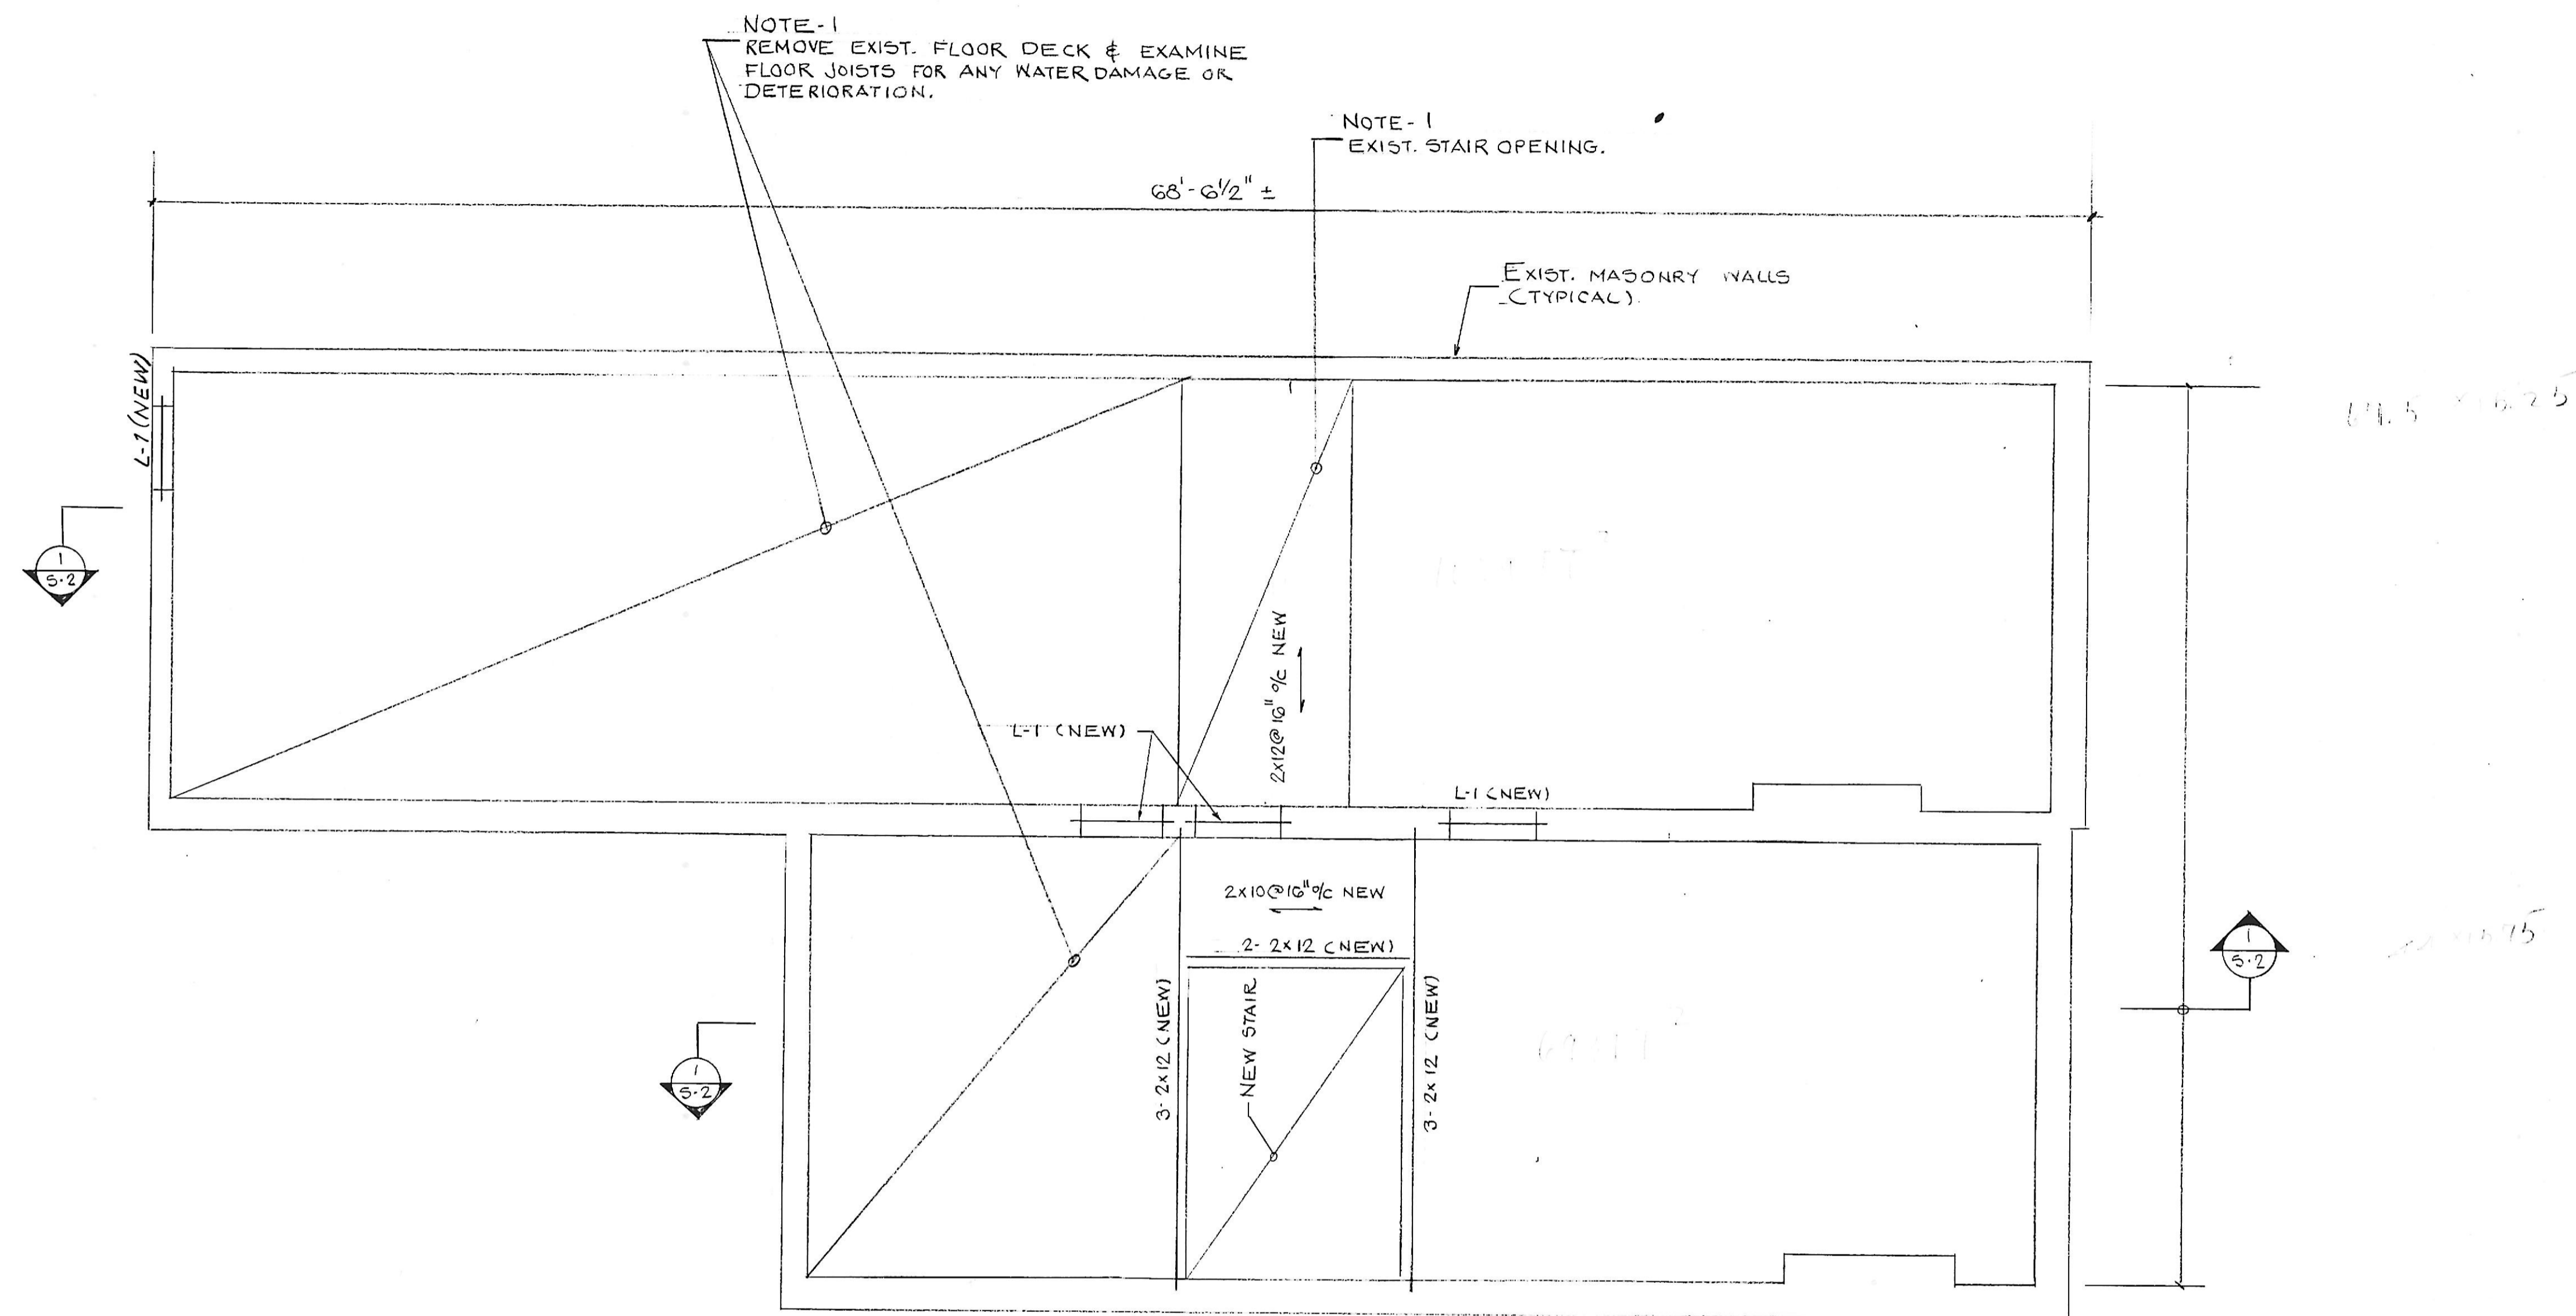 NOTE-1
REMOVE EXIST. FLOOR DECK & EXAMINE
FLOOR JOISTS FOR ANY WATER DAMAGE OR
DETERIORATION.
NOTE-1
EXIST. STAIR OPENING.
68'-6 1/2" ±
EXIST. MASONRY WALLS
(TYPICAL).
L-1 (NEW)
1
S-2
2x12@16" o/c NEW
L-1 (NEW)
L-1 (NEW)
2x10@16" o/c NEW
2-2x12 (NEW)
3-2x12 (NEW)
NEW STAIR
3-2x12 (NEW)
1
S-2
1
S-2